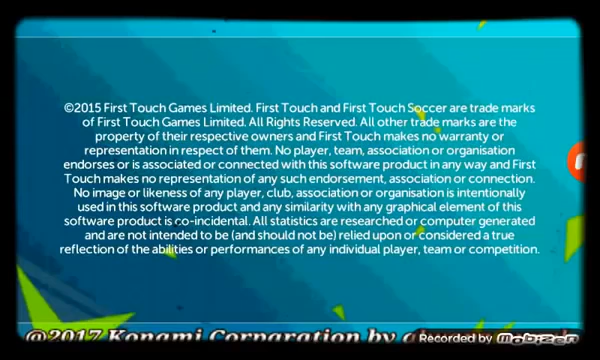 ©2015 First Touch Games Limited. First Touch and First Touch Soccer are trade marks
of First Touch Games Limited. All Rights Reserved. All other trade marks are the
property of their respective owners and First Touch makes no warranty or
representation in respect of them. No player, team, association or organisation
endorses or is associated or connected with this software product in any way and First
Touch makes no representation of any such endorsement, association or connection.
No image or likeness of any player, club, association or organisation is intentionally
used in this software product and any similarity with any graphical element of this
software product is co-incidental. All statistics are researched or computer generated
and are not intended to be (and should not be) relied upon or considered a true
reflection of the abilities or performances of any individual player, team or competition.
@2017 Konami Corparation by
Recorded by mobizen